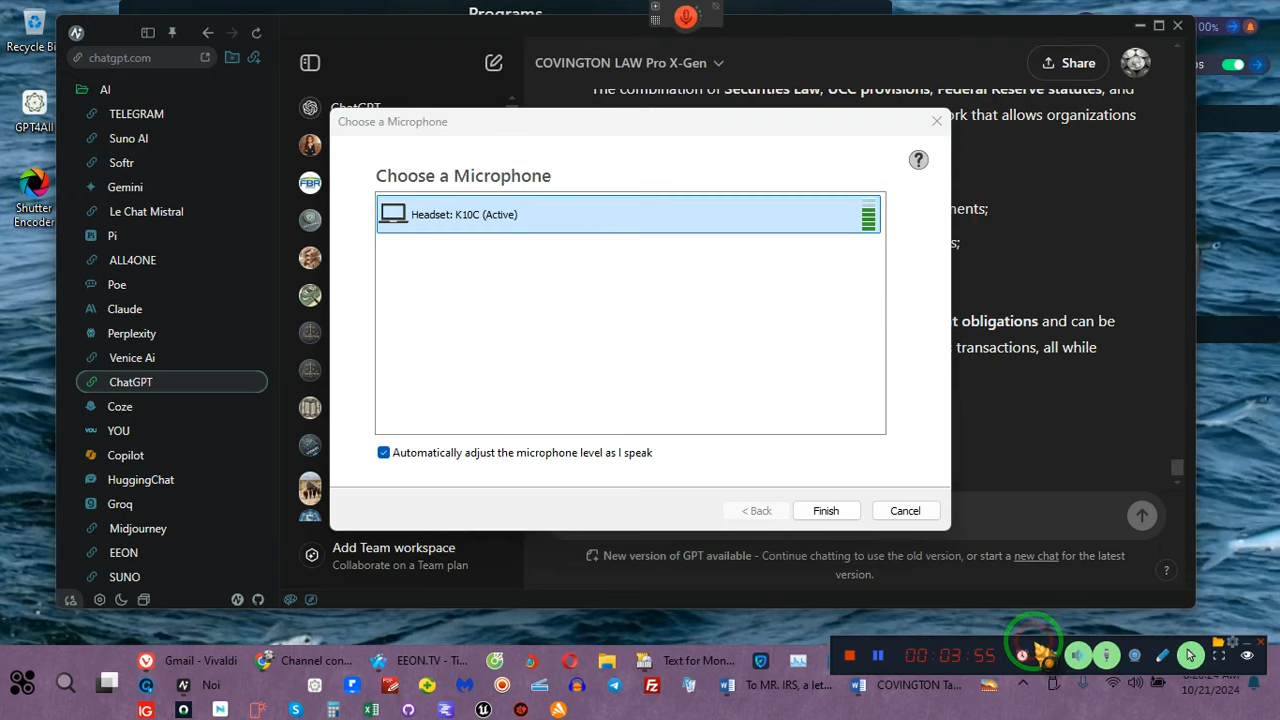 Programs
Recycle Bi
GPT4All
Shutter
Encoder
chatgpt.com
AI
TELEGRAM
Suno AI
Softr
Gemini
Le Chat Mistral
Pi
ALL4ONE
Poe
Claude
Perplexity
Venice Ai
ChatGPT
Coze
YOU
Copilot
HuggingChat
Groq
Midjourney
EEON
SUNO
ChatGPT
FBR
Add Team workspace
Collaborate on a Team plan
COVINGTON LAW Pro X-Gen
Share
100%
os
The combination of Securities Law, UCC provisions, Federal Reserve statutes, and
ork that allows organizations
ments;
s;
t obligations and can be
transactions, all while
New version of GPT available - Continue chatting to use the old version, or start a new chat for the latest
version.
?
Choose a Microphone
?
Choose a Microphone
Headset: K10C (Active)
Automatically adjust the microphone level as I speak
< Back
Finish
Cancel
00:03:55
Gmail - Vivaldi
Channel con...
EEON.TV - Ti...
Text for Mon...
Noi
To MR. IRS, a let...
COVINGTON Ta...
10/21/2024